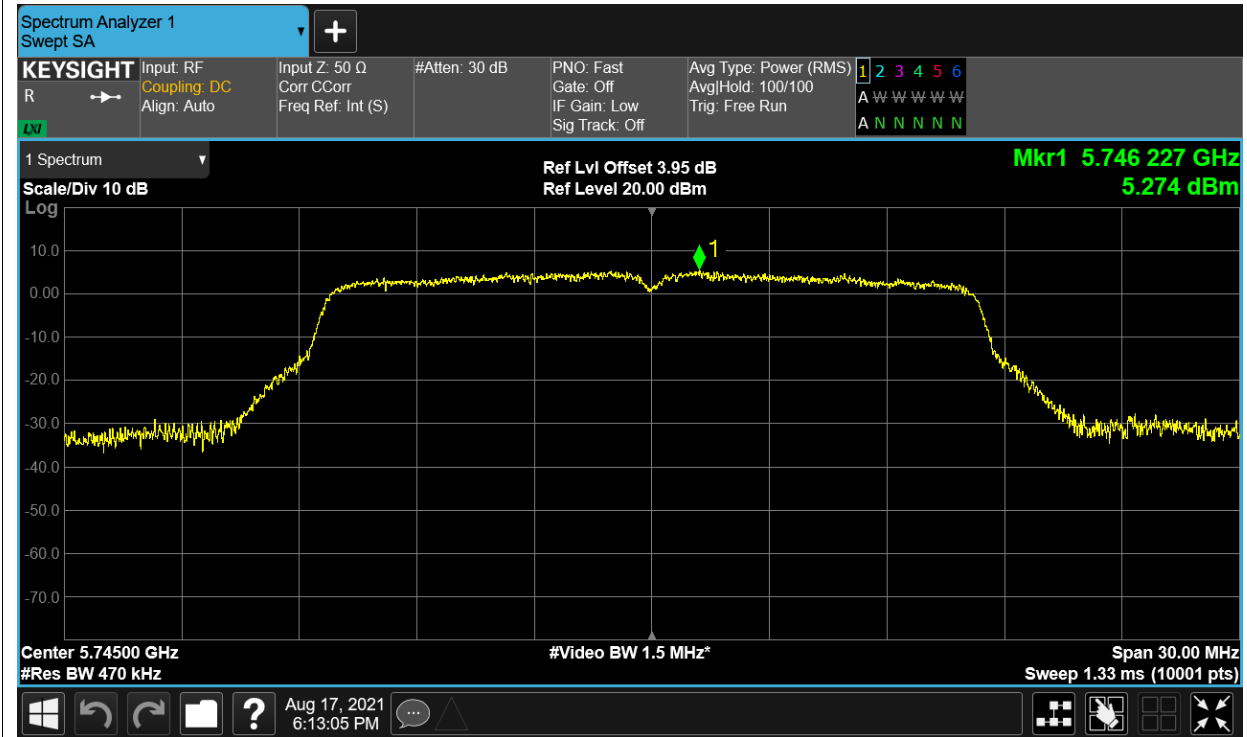 Spectrum Analyzer 1
Swept SA
+
KEYSIGHT
R
LXI
Input: RF
Coupling: DC
Align: Auto
Input Z: 50 Ω
Corr CCorr
Freq Ref: Int (S)
#Atten: 30 dB
PNO: Fast
Gate: Off
IF Gain: Low
Sig Track: Off
Avg Type: Power (RMS)
Avg|Hold: 100/100
Trig: Free Run
1 2 3 4 5 6
A W W W W W
A N N N N N
1 Spectrum
Scale/Div 10 dB
Ref Lvl Offset 3.95 dB
Ref Level 20.00 dBm
Mkr1 5.746 227 GHz
5.274 dBm
Log
1
10.0
0.00
-10.0
-20.0
-30.0
-40.0
-50.0
-60.0
-70.0
Center 5.74500 GHz
#Video BW 1.5 MHz*
Span 30.00 MHz
#Res BW 470 kHz
Sweep 1.33 ms (10001 pts)
?
Aug 17, 2021
6:13:05 PM